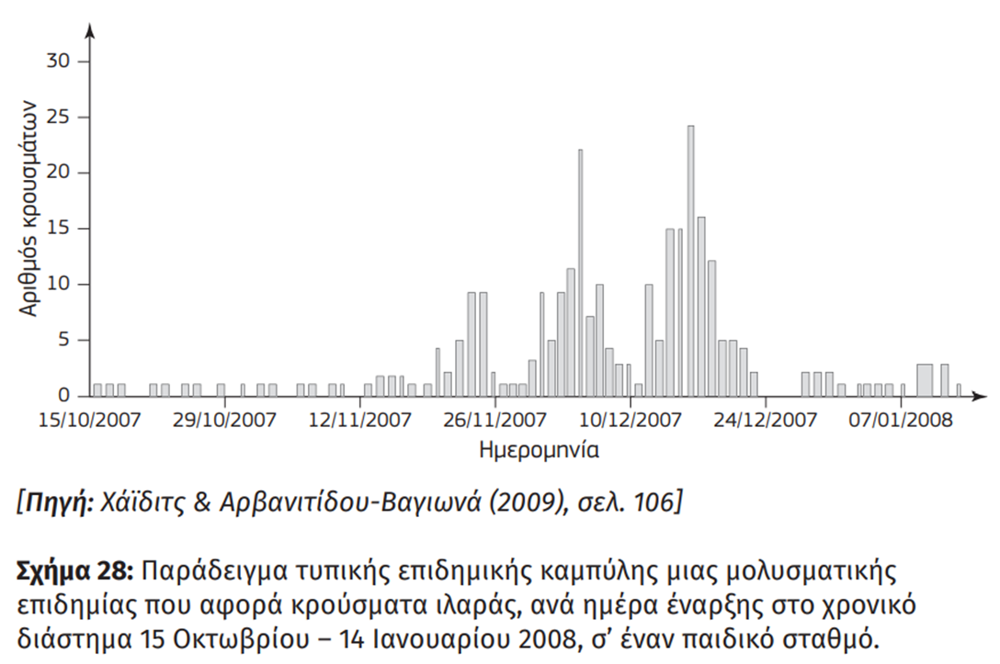 30
25
20
15
10
5
0
Αριθμός κρουσμάτων
15/10/2007 29/10/2007 12/11/2007 26/11/2007 10/12/2007 24/12/2007 07/01/2008
Ημερομηνία
[Πηγή: Χάϊδιτς & Αρβανιτίδου-Βαγιωνά (2009), σελ. 106]
Σχήμα 28: Παράδειγμα τυπικής επιδημικής καμπύλης μιας μολυσματικής
επιδημίας που αφορά κρούσματα ιλαράς, ανά ημέρα έναρξης στο χρονικό
διάστημα 15 Οκτωβρίου – 14 Ιανουαρίου 2008, σ’ έναν παιδικό σταθμό.